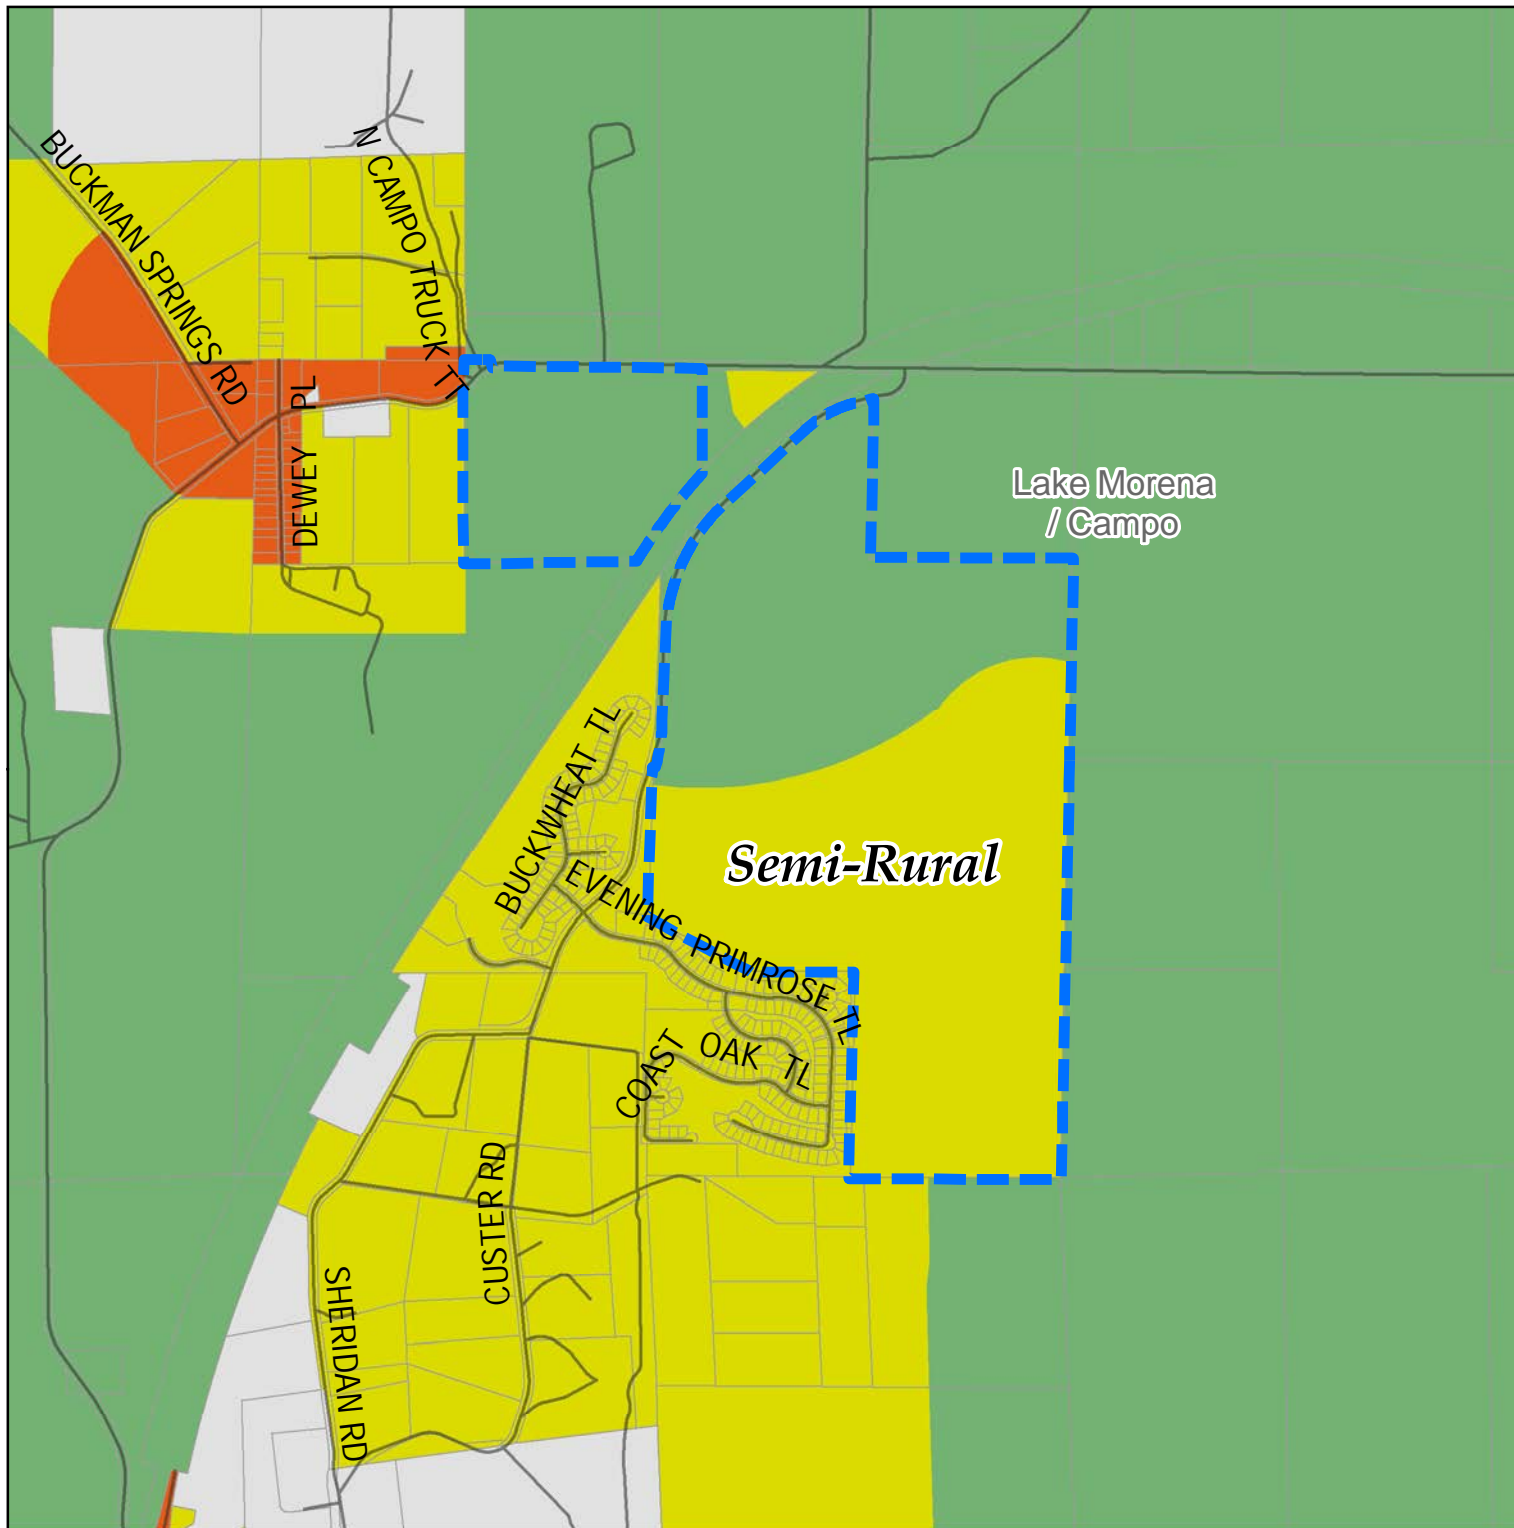 BUCKMAN SPRINGS RD
N CAMPO TRUCK TT
DEWEY PL
Lake Morena
/ Campo
BUCKWHEAT TL
Semi-Rural
EVENING PRIMROSE TL
COAST OAK TL
CUSTER RD
SHERIDAN RD